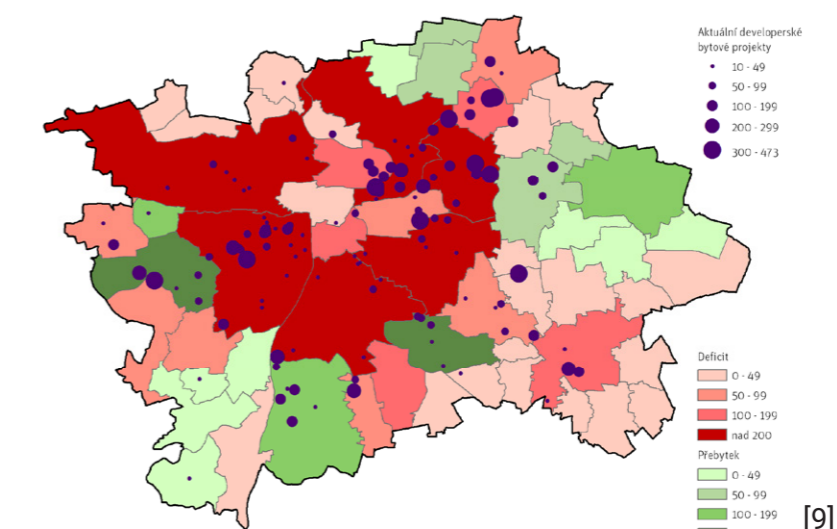 Aktuální developerské
bytové projekty
10 - 49
50 - 99
100 - 199
200 - 299
300 - 473
Deficit
0 - 49
50 - 99
100 - 199
nad 200
Přebytek
0 - 49
50 - 99
100 - 199
[9]